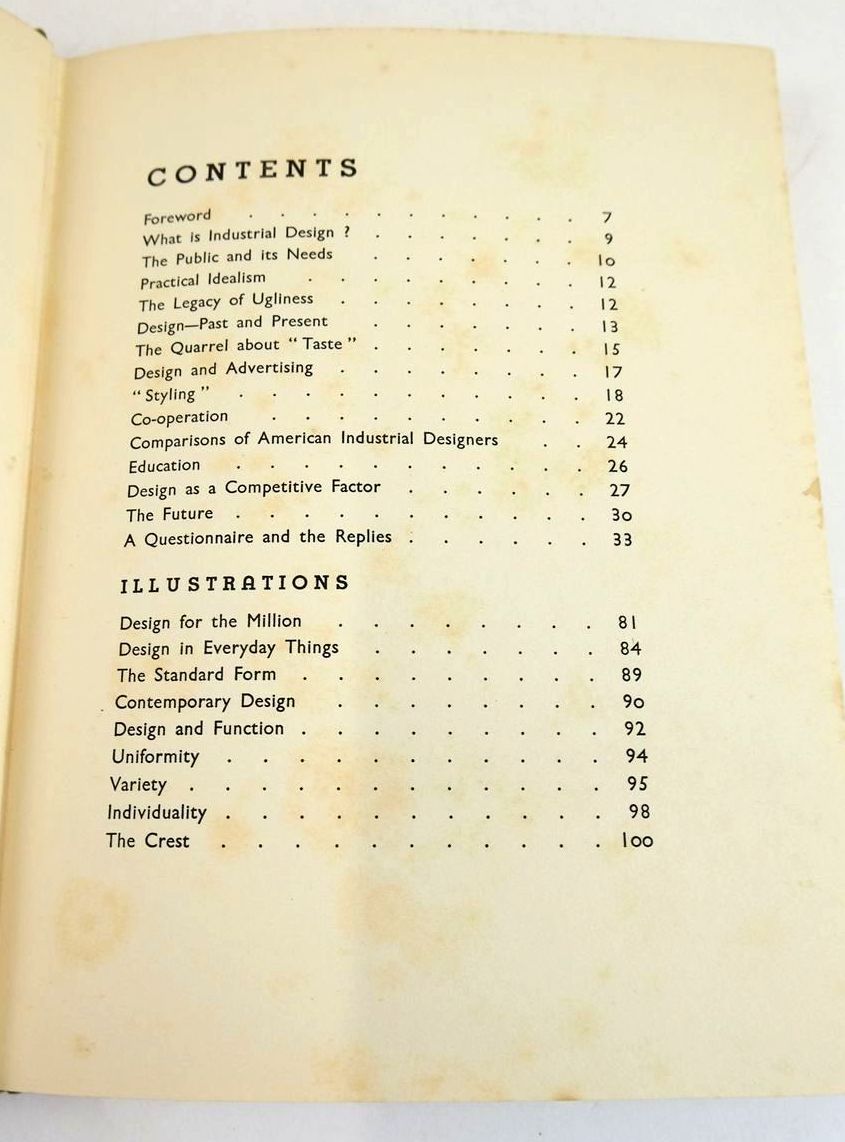 CONTENTS
Foreword . . . . . . . . . . . 7
What is Industrial Design ? . . . . . . . 9
The Public and its Needs . . . . . . . 10
Practical Idealism . . . . . . . . . 12
The Legacy of Ugliness . . . . . . . . 12
Design—Past and Present . . . . . . . 13
The Quarrel about “ Taste ” . . . . . . . 15
Design and Advertising . . . . . . . . 17
“ Styling ” . . . . . . . . . . . 18
Co-operation . . . . . . . . . . 22
Comparisons of American Industrial Designers . . 24
Education . . . . . . . . . . . 26
Design as a Competitive Factor . . . . . . 27
The Future . . . . . . . . . . . 30
A Questionnaire and the Replies . . . . . . 33
ILLUSTRATIONS
Design for the Million . . . . . . . . 81
Design in Everyday Things . . . . . . . 84
The Standard Form . . . . . . . . . 89
Contemporary Design . . . . . . . . 90
Design and Function . . . . . . . . . 92
Uniformity . . . . . . . . . . . 94
Variety . . . . . . . . . . . . 95
Individuality . . . . . . . . . . . 98
The Crest . . . . . . . . . . . 100